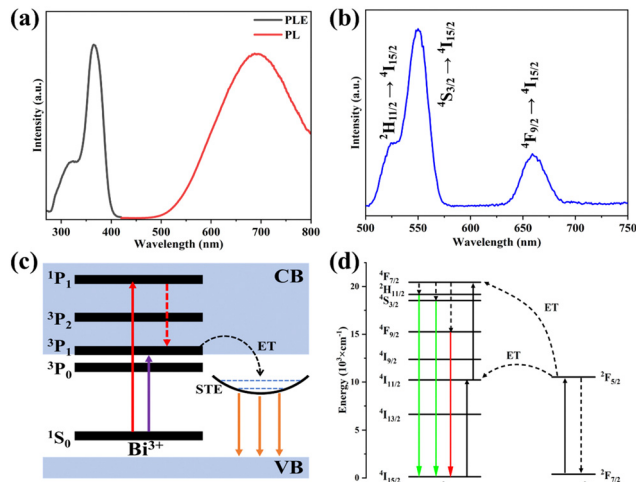 (a)
PLE
PL
Intensity (a.u.)
300 400 500 600 700 800
Wavelength (nm)
(b)
²H₁₁/₂→⁴I₁₅/₂
⁴S₃/₂→⁴I₁₅/₂
⁴F₉/₂→⁴I₁₅/₂
Intensity (a.u.)
500 550 600 650 700 750
Wavelength (nm)
(c)
CB
¹P₁
³P₂
³P₁
³P₀
ET
STE
¹S₀
Bi³⁺
VB
(d)
Energy (10³×cm⁻¹)
20
15
10
5
0
⁴F₇/₂
²H₁₁/₂
⁴S₃/₂
⁴F₉/₂
⁴I₉/₂
⁴I₁₁/₂
⁴I₁₃/₂
⁴I₁₅/₂
ET
ET
²F₅/₂
²F₇/₂